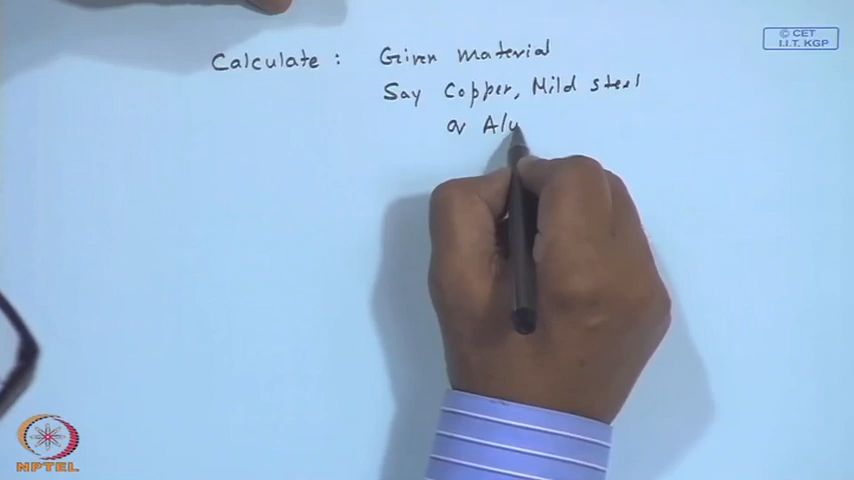 © CET
I.I.T. KGP
Calculate : Given material
Say Copper, Mild steel
or Alu
NPTEL